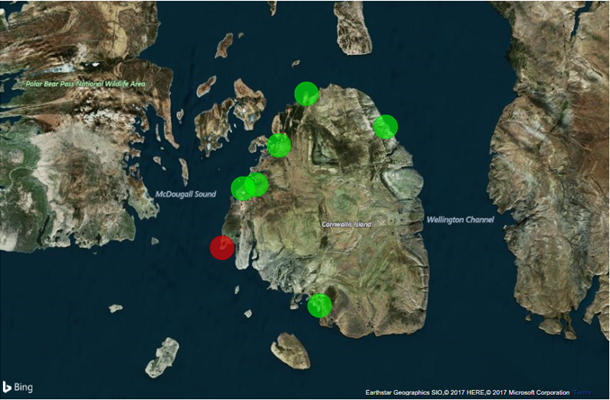 Polar Bear Pass National Wildlife Area
McDougall Sound
Cornwallis Island
Wellington Channel
Bing
Earthstar Geographics SIO,© 2017 HERE,© 2017 Microsoft Corporation Terms